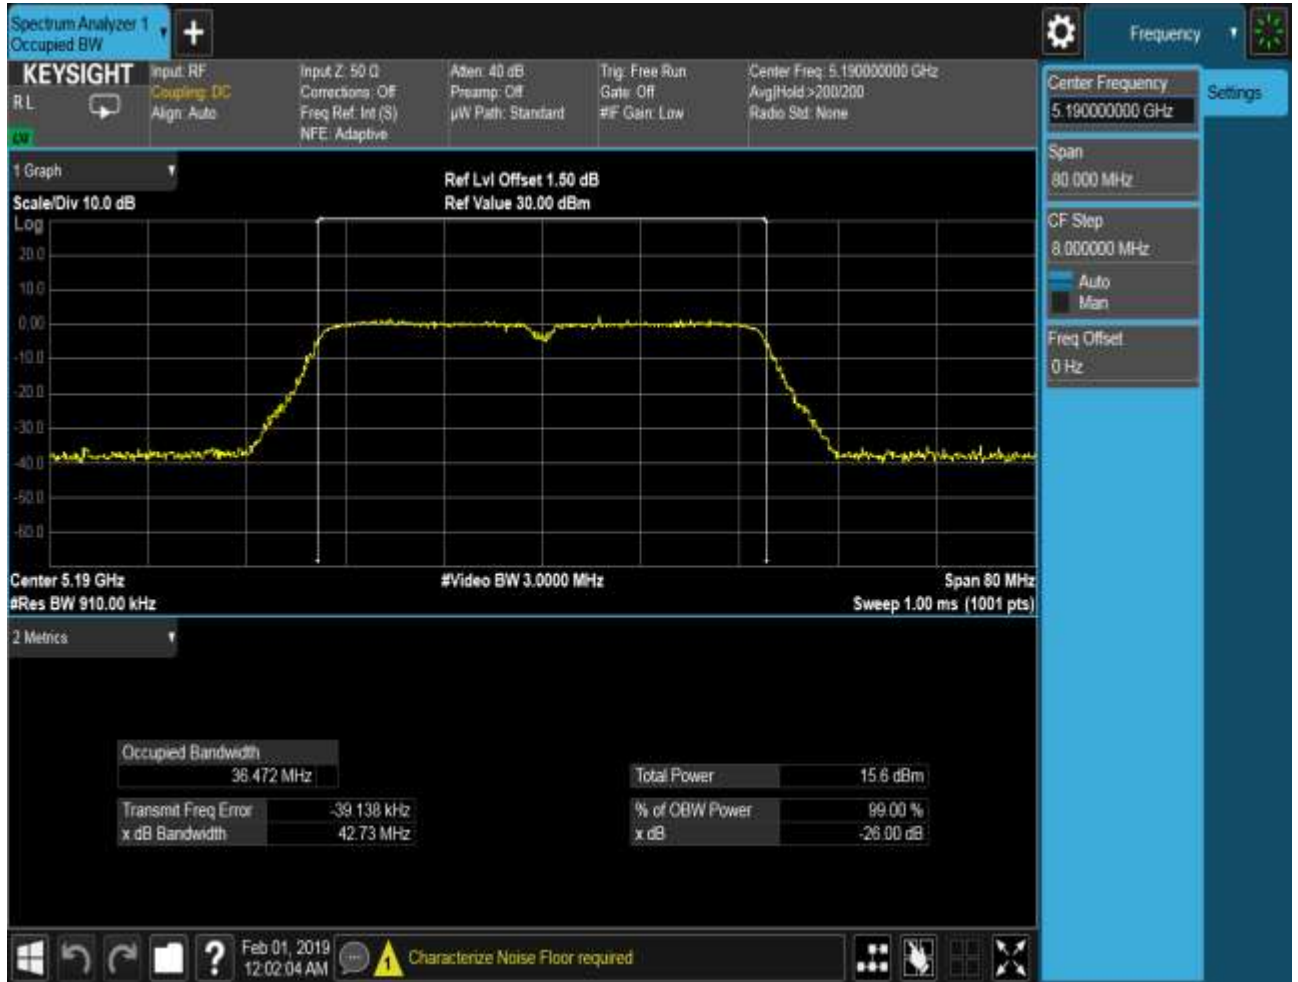 Spectrum Analyzer 1
Occupied BW
Frequency
KEYSIGHT
RL
Input: RF
Coupling: DC
Align: Auto
Input Z: 50 Ω
Corrections: Off
Freq Ref: Int (S)
NFE: Adaptive
Atten: 40 dB
Preamp: Off
µW Path: Standard
Trig: Free Run
Gate: Off
#IF Gain: Low
Center Freq: 5.190000000 GHz
Avg|Hold:>200/200
Radio Std: None
Center Frequency
5.190000000 GHz
Settings
Span
80.000 MHz
CF Step
8.000000 MHz
Auto
Man
Freq Offset
0 Hz
1 Graph
Ref Lvl Offset 1.50 dB
Scale/Div 10.0 dB
Ref Value 30.00 dBm
Log
20.0
10.0
0.00
-10.0
-20.0
-30.0
-40.0
-50.0
-60.0
Center 5.19 GHz
#Video BW 3.0000 MHz
Span 80 MHz
#Res BW 910.00 kHz
Sweep 1.00 ms (1001 pts)
2 Metrics
Occupied Bandwidth
36.472 MHz
Total Power 15.6 dBm
Transmit Freq Error -39.138 kHz
% of OBW Power 99.00 %
x dB Bandwidth 42.73 MHz
x dB -26.00 dB
?
Feb 01, 2019
12:02:04 AM
1
Characterize Noise Floor required